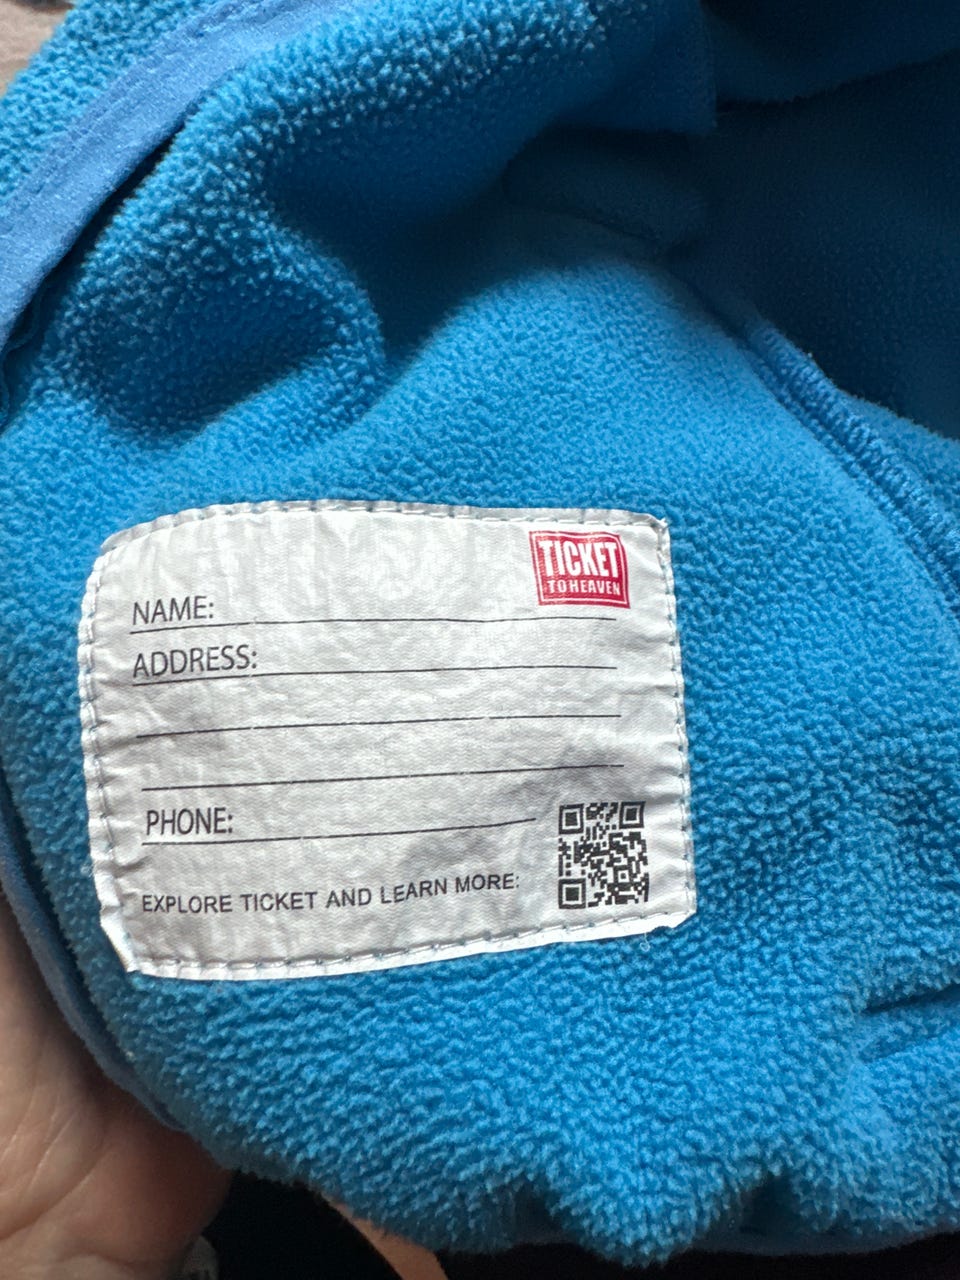 TICKET
TO HEAVEN
NAME:
ADDRESS:
PHONE:
EXPLORE TICKET AND LEARN MORE: